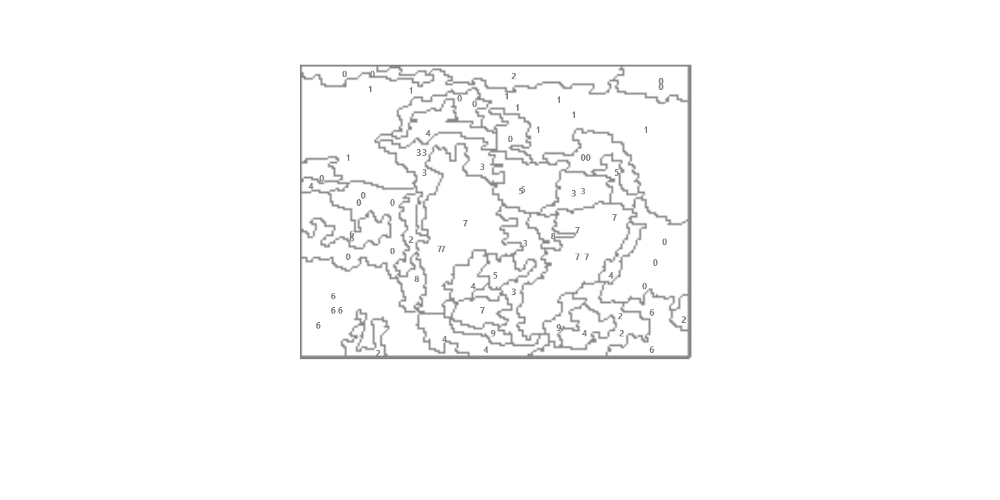 0 0 2 0
0
1 1 1 1
0 0 1 1
4 1 0 1
33 1 3 00
3 0 5
4 0 55 3 3
0 0 0
7 7
6 2 8 7
6 77 3 0
0 0 7 7
8 5 4 0
6 4 3 0
6 6 7 2 6
6 9 9 4 2 2
2 4 4 6